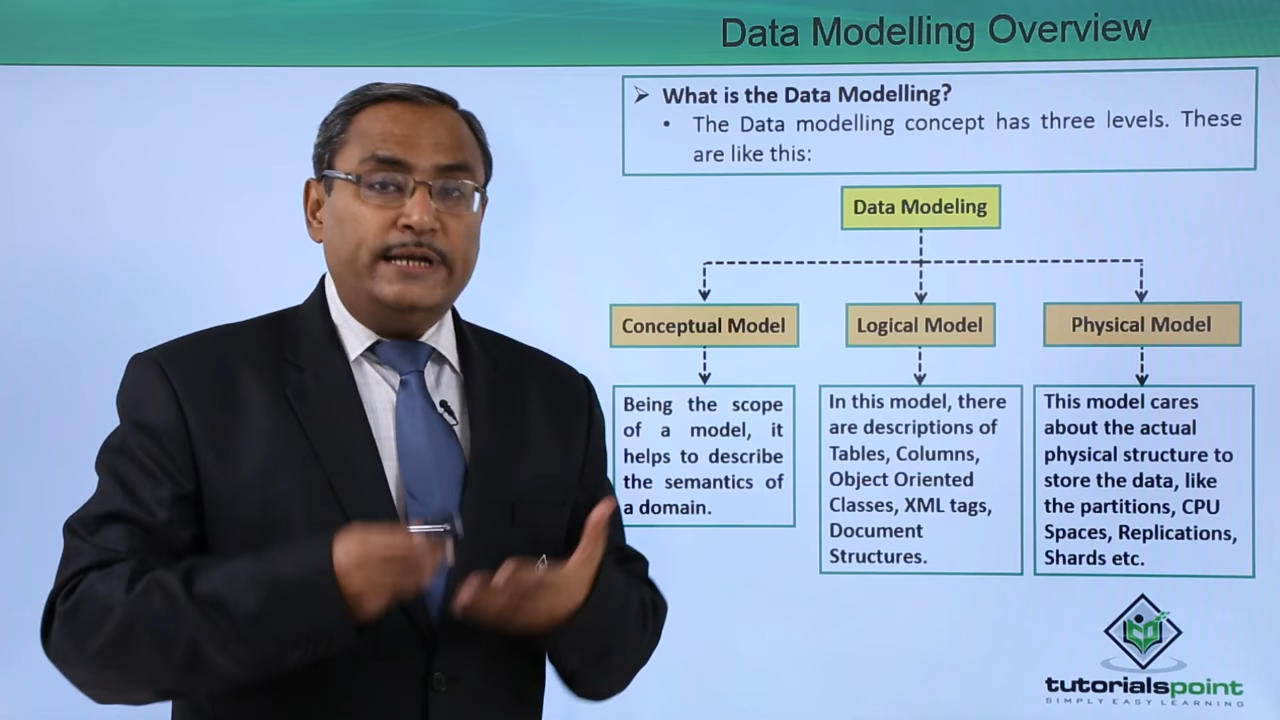 Data Modelling Overview
➢ What is the Data Modelling?
• The Data modelling concept has three levels. These
are like this:
Data Modeling
Conceptual Model
Logical Model
Physical Model
Being the scope
of a model, it
helps to describe
the semantics of
a domain.
In this model, there
are descriptions of
Tables, Columns,
Object Oriented
Classes, XML tags,
Document
Structures.
This model cares
about the actual
physical structure to
store the data, like
the partitions, CPU
Spaces, Replications,
Shards etc.
tutorialspoint
SIMPLY EASY LEARNING